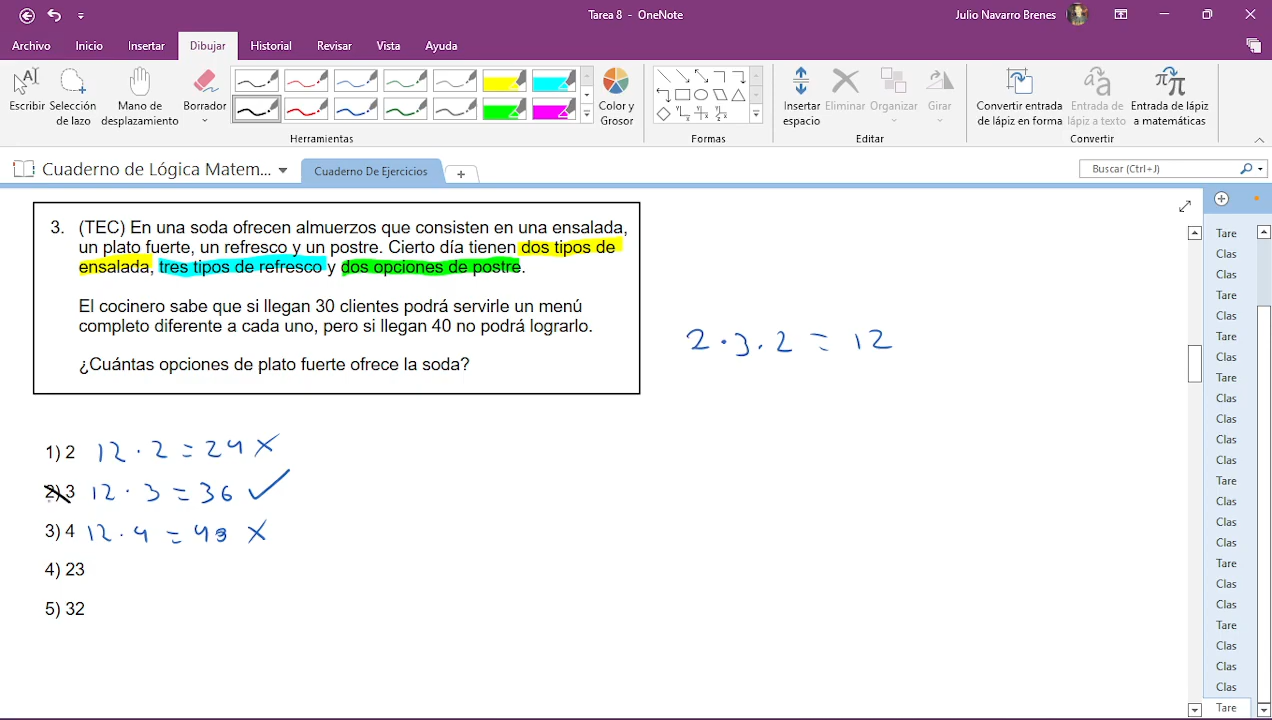 Tarea 8 - OneNote
Julio Navarro Brenes
Archivo Inicio Insertar Dibujar Historial Revisar Vista Ayuda
Escribir
Selección de lazo
Mano de desplazamiento
Borrador
Color y Grosor
Insertar espacio
Eliminar
Organizar
Girar
Convertir entrada de lápiz en forma
Entrada de lápiz a texto
Entrada de lápiz a matemáticas
Herramientas
Formas
Editar
Convertir
Cuaderno de Lógica Matem...
Cuaderno De Ejercicios
Buscar (Ctrl+J)
3. (TEC) En una soda ofrecen almuerzos que consisten en una ensalada,
un plato fuerte, un refresco y un postre. Cierto día tienen dos tipos de
ensalada, tres tipos de refresco y dos opciones de postre.
El cocinero sabe que si llegan 30 clientes podrá servirle un menú
completo diferente a cada uno, pero si llegan 40 no podrá lograrlo.
¿Cuántas opciones de plato fuerte ofrece la soda?
2 · 3 · 2 = 12
1) 2 12 · 2 = 24 X
2) 3 12 · 3 = 36 ✓
3) 4 12 · 4 = 48 X
4) 23
5) 32
Tare
Clas
Clas
Tare
Clas
Tare
Clas
Tare
Clas
Clas
Clas
Clas
Tare
Clas
Clas
Clas
Tare
Clas
Clas
Tare
Clas
Clas
Clas
Tare